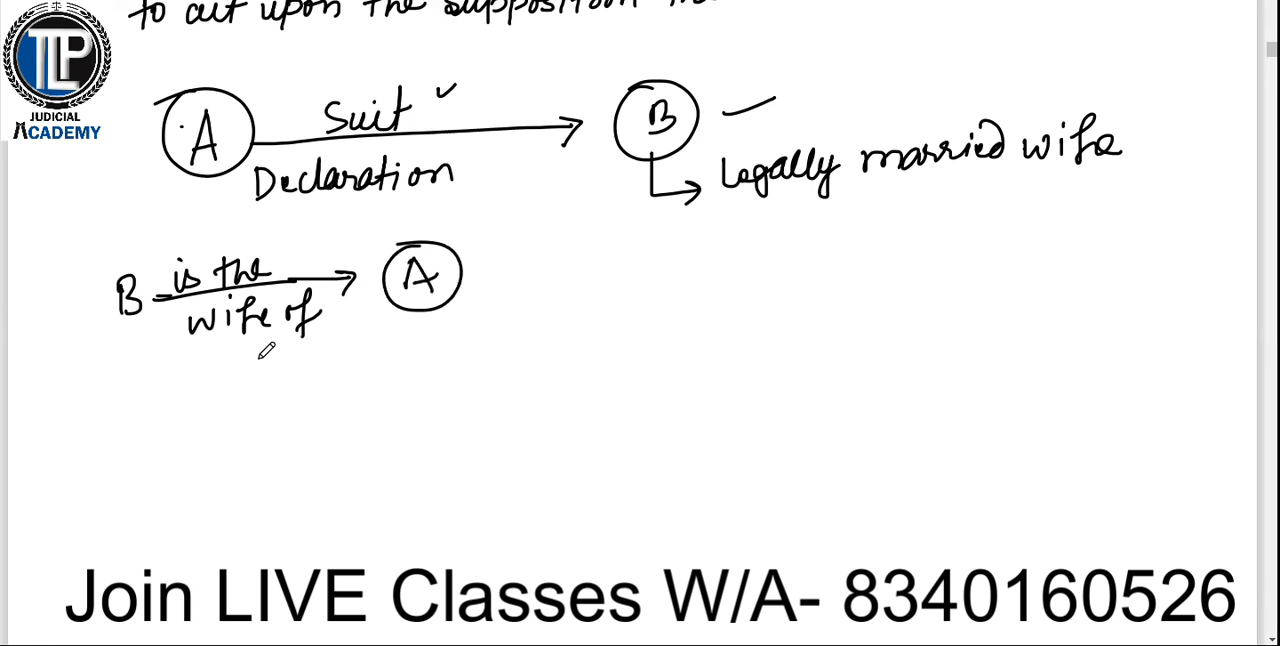 to act upon the supposition
TLP
JUDICIAL
ACADEMY
A Suit B
Declaration
Legally married wife
B is the A
wife of
Join LIVE Classes W/A- 8340160526